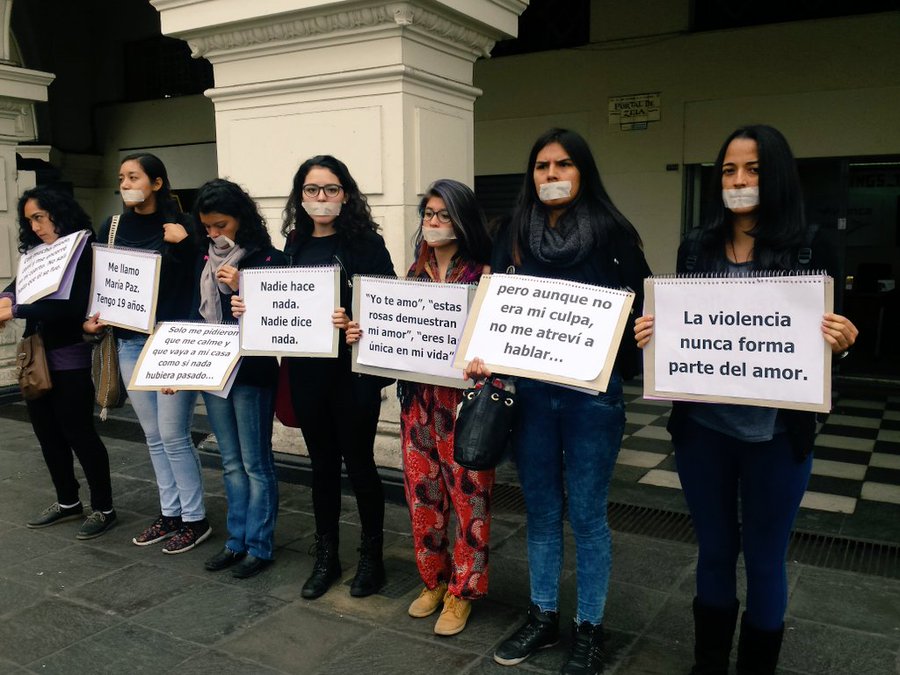 PORTAL DE
ZELA
Me llamo
María Paz.
Tengo 19 años.
Solo me pidieron
que me calme y
que vaya a mi casa
como si nada
hubiera pasado...
Nadie hace
nada.
Nadie dice
nada.
"Yo te amo", "estas
rosas demuestran
mi amor", "eres la
única en mi vida"
pero aunque no
era mi culpa,
no me atreví a
hablar...
La violencia
nunca forma
parte del amor.